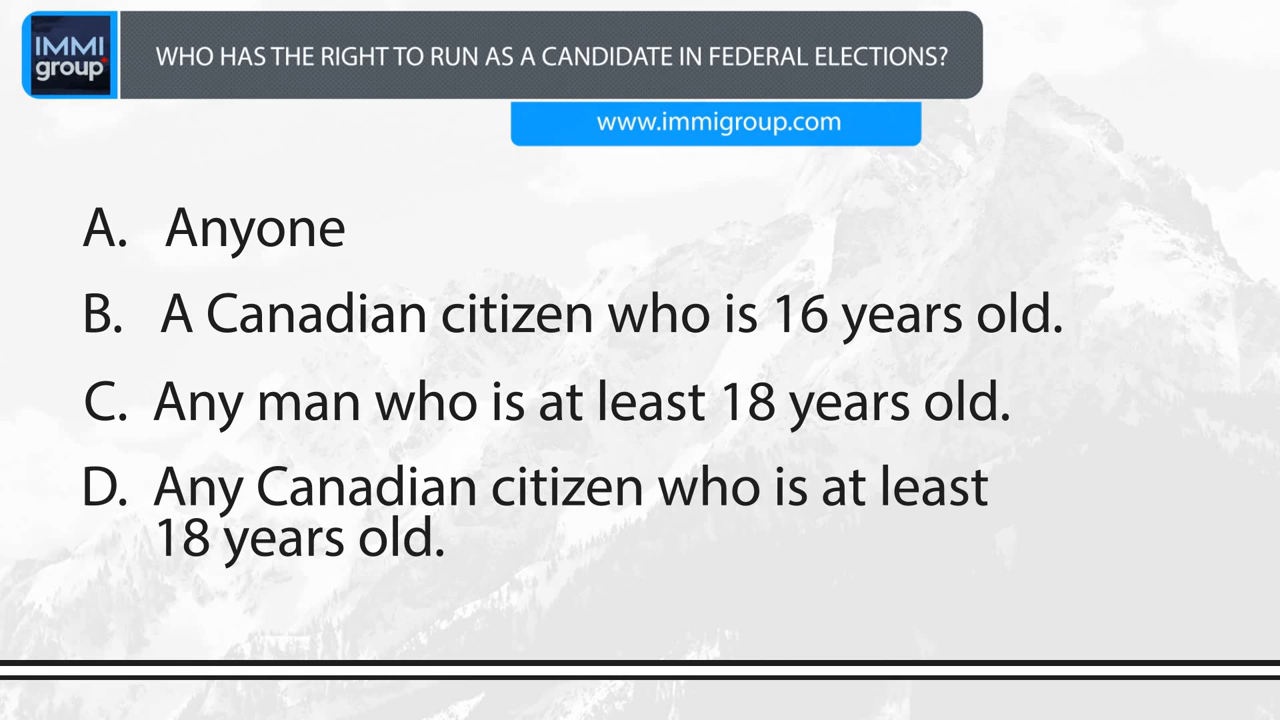 IMMI
group
WHO HAS THE RIGHT TO RUN AS A CANDIDATE IN FEDERAL ELECTIONS?
www.immigroup.com
A. Anyone
B. A Canadian citizen who is 16 years old.
C. Any man who is at least 18 years old.
D. Any Canadian citizen who is at least
18 years old.